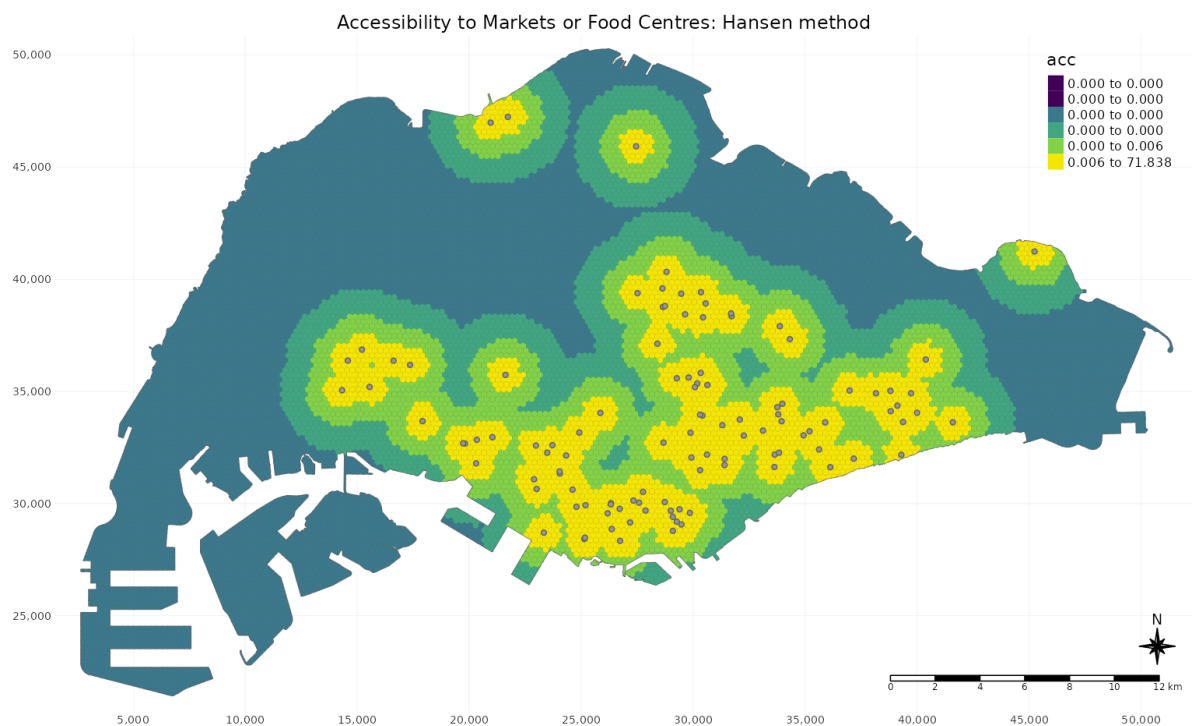 Accessibility to Markets or Food Centres: Hansen method
50,000
45,000
40,000
35,000
30,000
25,000
acc
0.000 to 0.000
0.000 to 0.000
0.000 to 0.000
0.000 to 0.000
0.000 to 0.006
0.006 to 71.838
N
0 2 4 6 8 10 12 km
5,000 10,000 15,000 20,000 25,000 30,000 35,000 40,000 45,000 50,000